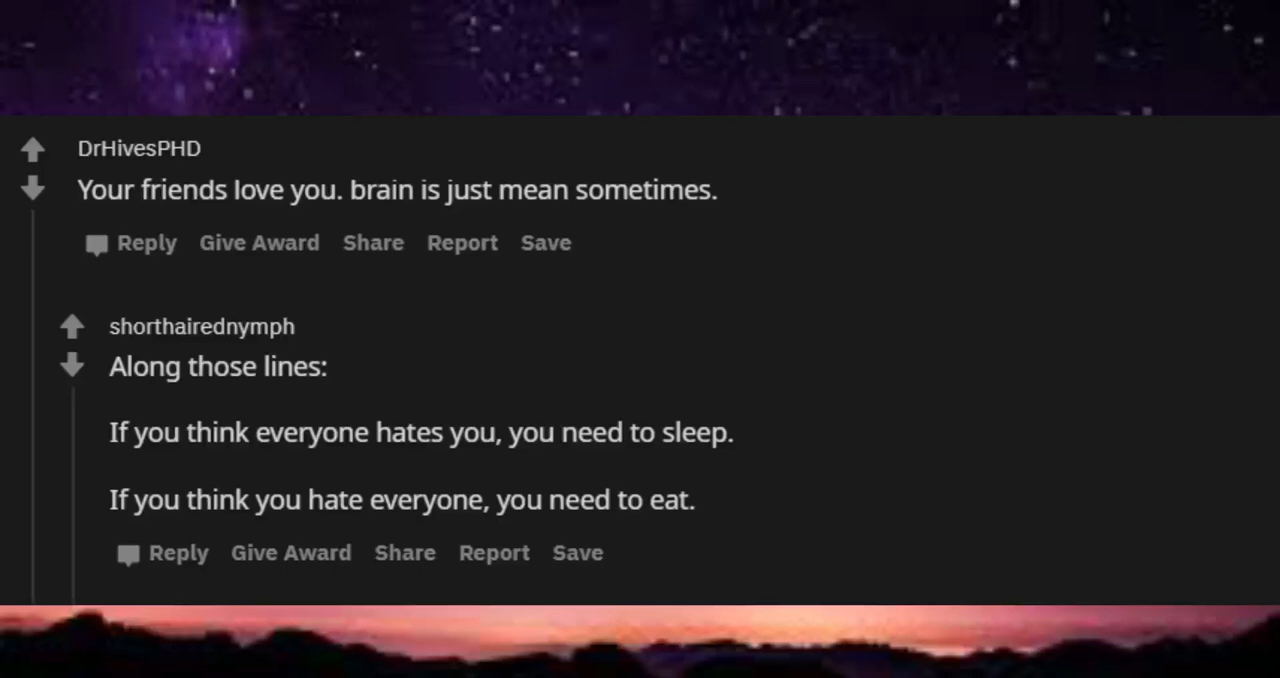 DrHivesPHD
Your friends love you. brain is just mean sometimes.
Reply Give Award Share Report Save
shorthairednymph
Along those lines:
If you think everyone hates you, you need to sleep.
If you think you hate everyone, you need to eat.
Reply Give Award Share Report Save